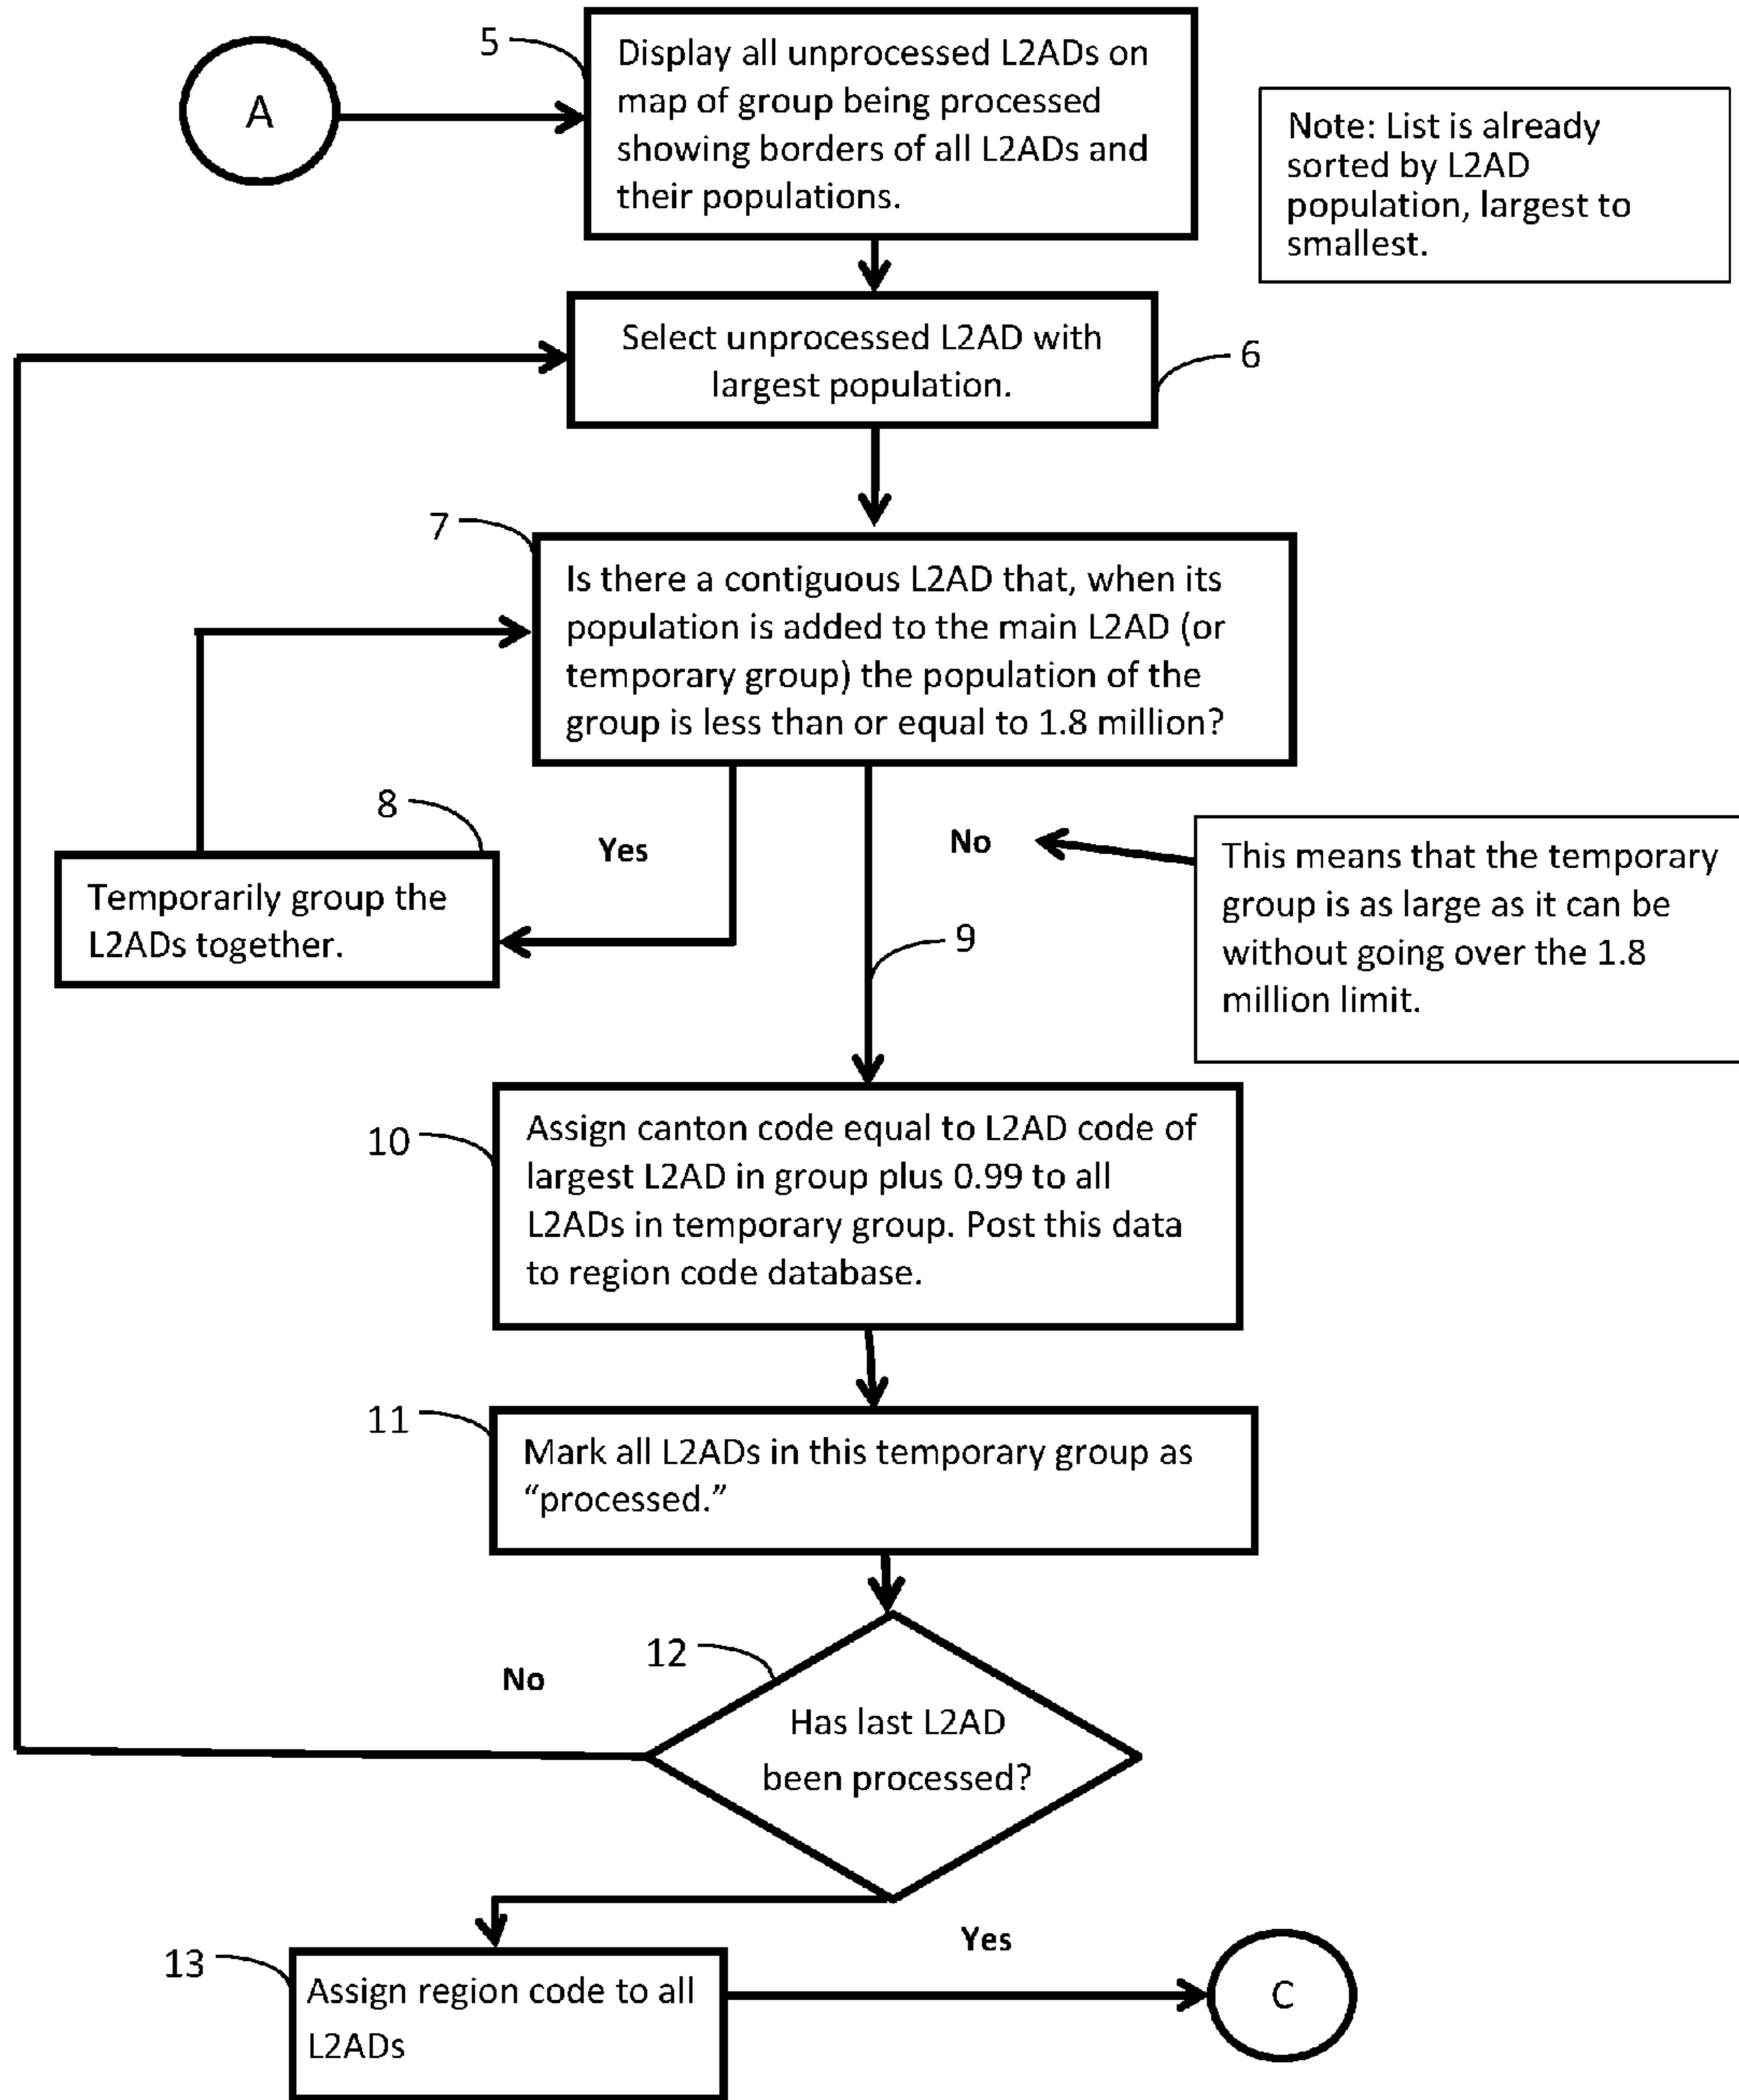 A
5
Display all unprocessed L2ADs on
map of group being processed
showing borders of all L2ADs and
their populations.
Note: List is already
sorted by L2AD
population, largest to
smallest.
Select unprocessed L2AD with
largest population.
6
7
Is there a contiguous L2AD that, when its
population is added to the main L2AD (or
temporary group) the population of the
group is less than or equal to 1.8 million?
8
Yes
No
Temporarily group the
L2ADs together.
This means that the temporary
group is as large as it can be
without going over the 1.8
million limit.
9
10
Assign canton code equal to L2AD code of
largest L2AD in group plus 0.99 to all
L2ADs in temporary group. Post this data
to region code database.
11
Mark all L2ADs in this temporary group as
“processed.”
12
No
Has last L2AD
been processed?
Yes
13
Assign region code to all
L2ADs
C